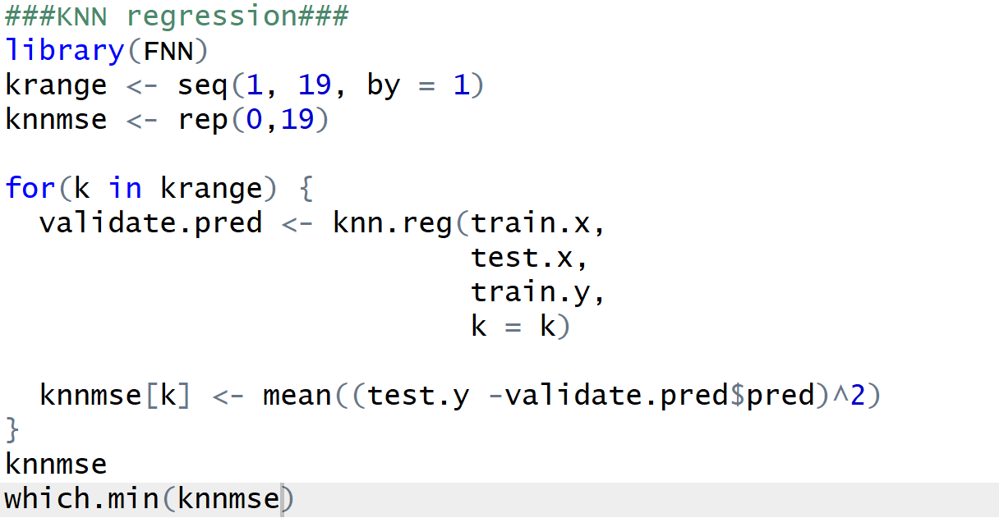 ###KNN regression###
library(FNN)
krange <- seq(1, 19, by = 1)
knnmse <- rep(0,19)
for(k in krange) {
validate.pred <- knn.reg(train.x,
test.x,
train.y,
k = k)
knnmse[k] <- mean((test.y -validate.pred$pred)^2)
}
knnmse
which.min(knnmse)